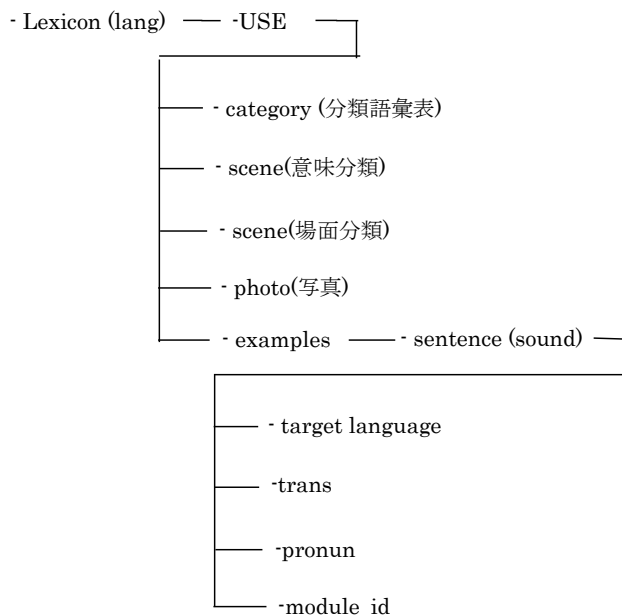 - Lexicon (lang) -USE
- category (分類語彙表)
- scene(意味分類)
- scene(場面分類)
- photo(写真)
- examples - sentence (sound)
- target language
-trans
-pronun
-module_id